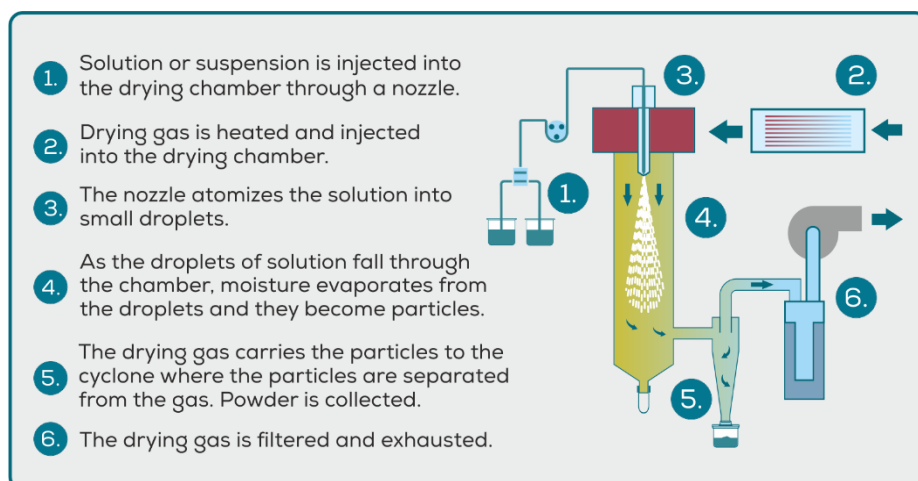 1. Solution or suspension is injected into
the drying chamber through a nozzle.
2. Drying gas is heated and injected
into the drying chamber.
3. The nozzle atomizes the solution into
small droplets.
4. As the droplets of solution fall through
the chamber, moisture evaporates from
the droplets and they become particles.
5. The drying gas carries the particles to the
cyclone where the particles are separated
from the gas. Powder is collected.
6. The drying gas is filtered and exhausted.
3.
2.
1.
4.
6.
5.